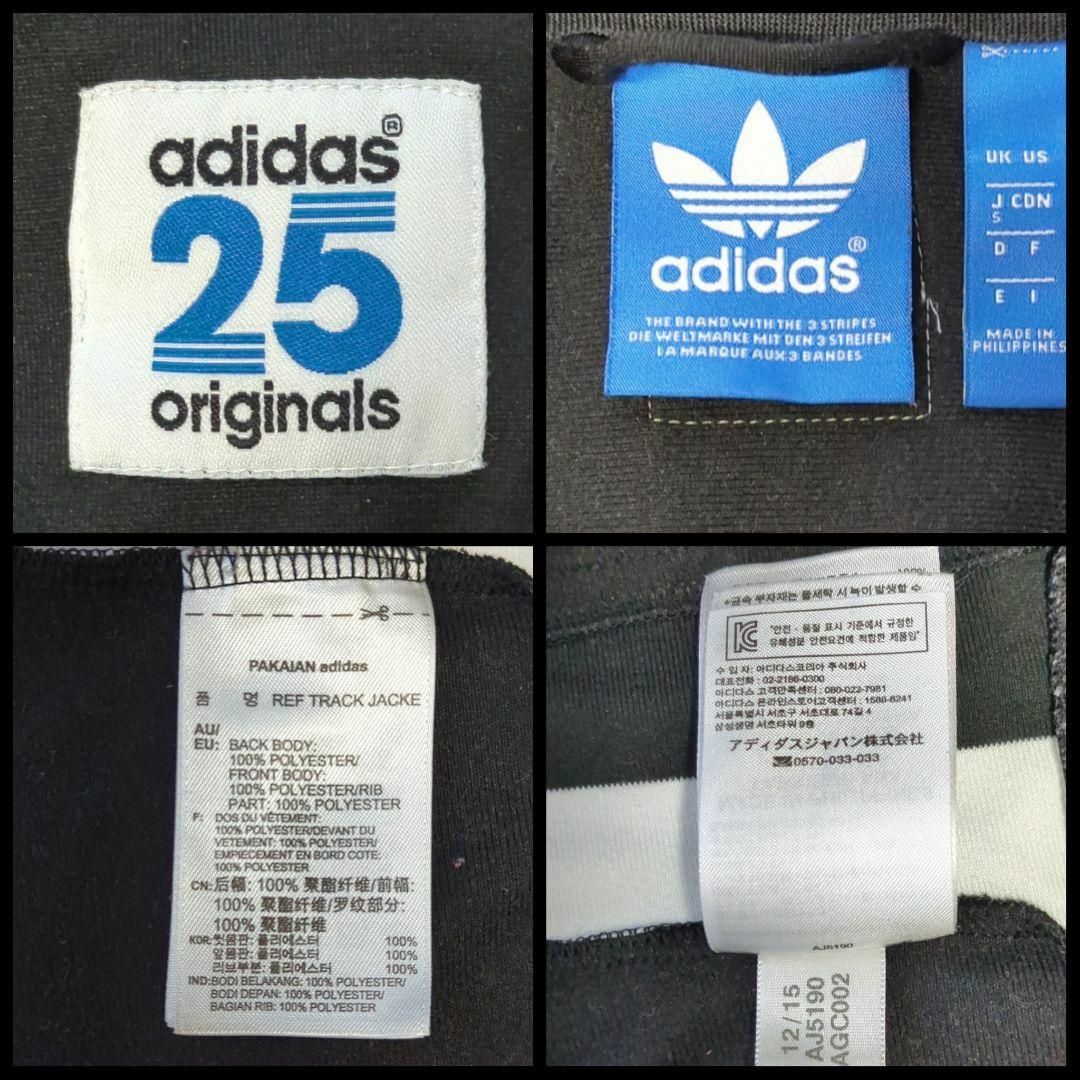 adidas®
25
originals
adidas®
THE BRAND WITH THE 3 STRIPES
DIE WELTMARKE MIT DEN 3 STREIFEN
LA MARQUE AUX 3 BANDES
UK US
J CDN
S
D F
E I
MADE IN
PHILIPPINES
PAKAIAN adidas
품 명 REF TRACK JACKE
AU/
EU: BACK BODY:
100% POLYESTER/
FRONT BODY:
100% POLYESTER/RIB
PART: 100% POLYESTER
F: DOS DU VÊTEMENT:
100% POLYESTER/DEVANT DU
VETEMENT: 100% POLYESTER/
EMPIECEMENT EN BORD COTE:
100% POLYESTER
CN:后幅: 100% 聚酯纤维/前幅:
100% 聚酯纤维/罗纹部分:
100% 聚酯纤维
KOR:뒷몸판: 폴리에스터 100%
앞몸판: 폴리에스터 100%
리브부분: 폴리에스터 100%
IND:BODI BELAKANG: 100% POLYESTER/
BODI DEPAN: 100% POLYESTER/
BAGIAN RIB: 100% POLYESTER
*금속 부자재는 물세탁 시 녹이 발생할 수
"안전 · 품질 표시 기준에서 규정한
유해성분 안전요건에 적합한 제품임"
수 입 자: 아디다스코리아 주식회사
대표전화 : 02-2186-0300
아디다스 고객만족센터 : 080-022-7981
아디다스 온라인스토어고객센터 : 1588-8241
서울특별시 서초구 서초대로 74길 4
삼성생명 서초타워 9층
アディダスジャパン株式会社
0570-033-033
AJ5190
12/15
AJ5190
AGC002